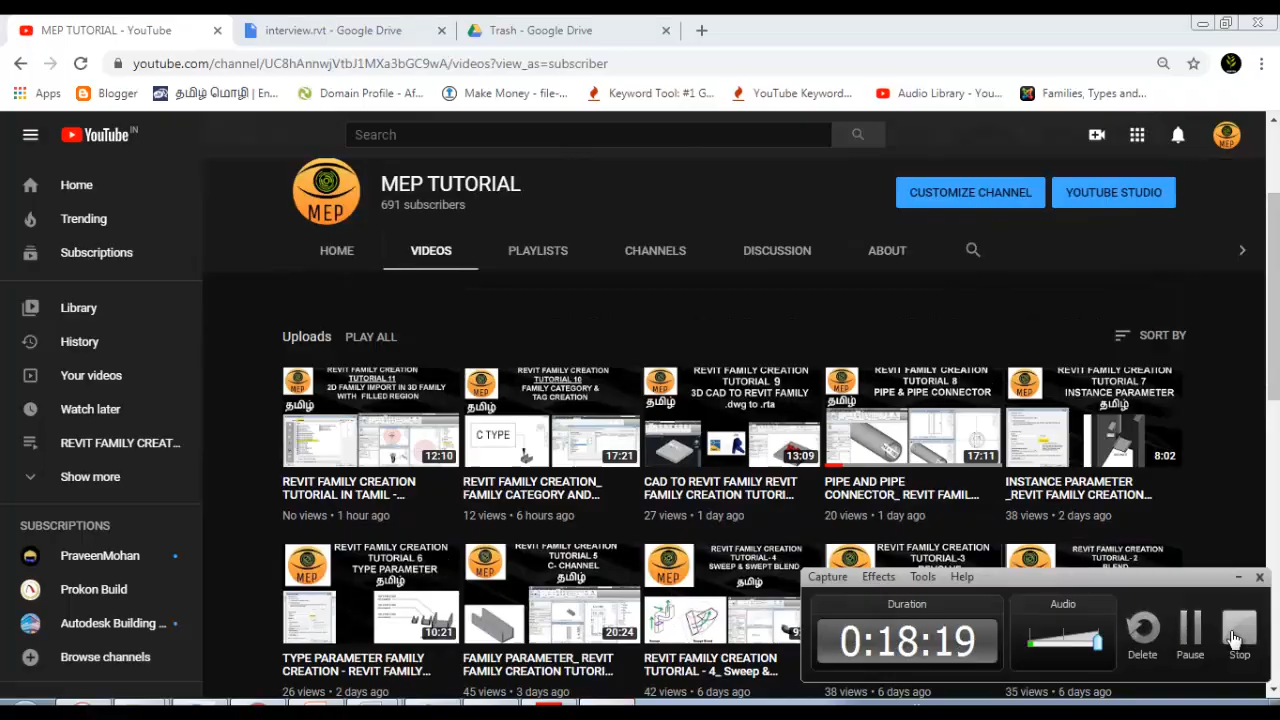 MEP TUTORIAL - YouTube
interview.rvt - Google Drive
Trash - Google Drive
youtube.com/channel/UC8hAnnwjVtbJ1MXa3bGC9wA/videos?view_as=subscriber
Apps
Blogger
தமிழ் மொழி | En...
Domain Profile - Af...
Make Money - file-...
Keyword Tool: #1 G...
YouTube Keyword...
Audio Library - You...
Families, Types and...
YouTube IN
Search
MEP
Home
Trending
Subscriptions
Library
History
Your videos
Watch later
REVIT FAMILY CREAT...
Show more
SUBSCRIPTIONS
PraveenMohan
Prokon Build
Autodesk Building ...
Browse channels
MEP
MEP TUTORIAL
691 subscribers
CUSTOMIZE CHANNEL
YOUTUBE STUDIO
HOME
VIDEOS
PLAYLISTS
CHANNELS
DISCUSSION
ABOUT
Uploads
PLAY ALL
SORT BY
REVIT FAMILY CREATION
TUTORIAL 11
2D FAMILY IMPORT IN 3D FAMILY
WITH FILLED REGION
தமிழ்
12:10
REVIT FAMILY CREATION
TUTORIAL IN TAMIL -...
No views • 1 hour ago
REVIT FAMILY CREATION
TUTORIAL 10
FAMILY CATEGORY &
TAG CREATION
தமிழ்
C TYPE
17:21
REVIT FAMILY CREATION_
FAMILY CATEGORY AND...
12 views • 6 hours ago
REVIT FAMILY CREATION
TUTORIAL 9
3D CAD TO REVIT FAMILY
.dwg to .rta
தமிழ்
13:09
CAD TO REVIT FAMILY REVIT
FAMILY CREATION TUTORI...
27 views • 1 day ago
REVIT FAMILY CREATION
TUTORIAL 8
PIPE & PIPE CONNECTOR
தமிழ்
17:11
PIPE AND PIPE
CONNECTOR_ REVIT FAMIL...
20 views • 1 day ago
REVIT FAMILY CREATION
TUTORIAL 7
INSTANCE PARAMETER
தமிழ்
8:02
INSTANCE PARAMETER
_REVIT FAMILY CREATION...
38 views • 2 days ago
REVIT FAMILY CREATION
TUTORIAL 6
TYPE PARAMETER
தமிழ்
10:21
TYPE PARAMETER FAMILY
CREATION - REVIT FAMILY...
26 views • 2 days ago
REVIT FAMILY CREATION
TUTORIAL 5
C- CHANNEL
தமிழ்
20:24
FAMILY PARAMETER_ REVIT
FAMILY CREATION TUTORI...
45 views • 3 days ago
REVIT FAMILY CREATION
TUTORIAL- 4
SWEEP & SWEPT BLEND
தமிழ்
REVIT FAMILY CREATION
TUTORIAL - 4_ Sweep &...
42 views • 6 days ago
REVIT FAMILY CREATION
TUTORIAL-3
38 views • 6 days ago
REVIT FAMILY CREATION
TUTORIAL-2
BLEND
35 views • 6 days ago
Capture
Effects
Tools
Help
Duration
0:18:19
Audio
Delete
Pause
Stop